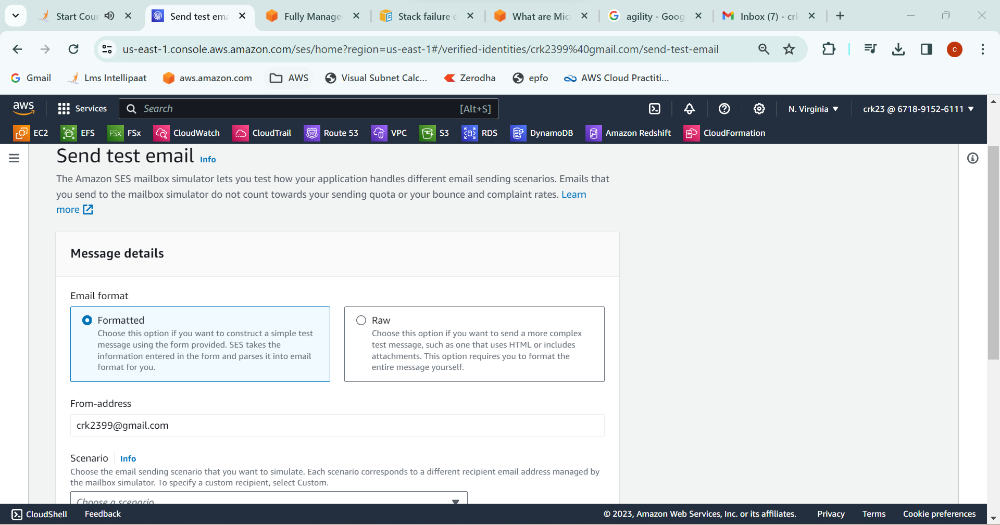 Start Cour
Send test ema
Fully Manage
Stack failure o
What are Mic
agility - Goog
Inbox (7) - crk
us-east-1.console.aws.amazon.com/ses/home?region=us-east-1#/verified-identities/crk2399%40gmail.com/send-test-email
C
Gmail
Lms Intellipaat
aws.amazon.com
AWS
Visual Subnet Calc...
Zerodha
epfo
AWS Cloud Practiti...
aws
Services
Search
[Alt+S]
N. Virginia
crk23 @ 6718-9152-6111
EC2
EFS
FSx
FSx
CloudWatch
CloudTrail
53
Route 53
VPC
S3
RDS
DynamoDB
Amazon Redshift
CloudFormation
Send test email Info
The Amazon SES mailbox simulator lets you test how your application handles different email sending scenarios. Emails that
you send to the mailbox simulator do not count towards your sending quota or your bounce and complaint rates. Learn
more
Message details
Email format
Formatted
Choose this option if you want to construct a simple test
message using the form provided. SES takes the
information entered in the form and parses it into email
format for you.
Raw
Choose this option if you want to send a more complex
test message, such as one that uses HTML or includes
attachments. This option requires you to format the
entire message yourself.
From-address
crk2399@gmail.com
Scenario
Info
Choose the email sending scenario that you want to simulate. Each scenario corresponds to a different recipient email address managed by
the mailbox simulator. To specify a custom recipient, select Custom.
Choose a scenario
CloudShell
Feedback
© 2023, Amazon Web Services, Inc. or its affiliates.
Privacy
Terms
Cookie preferences